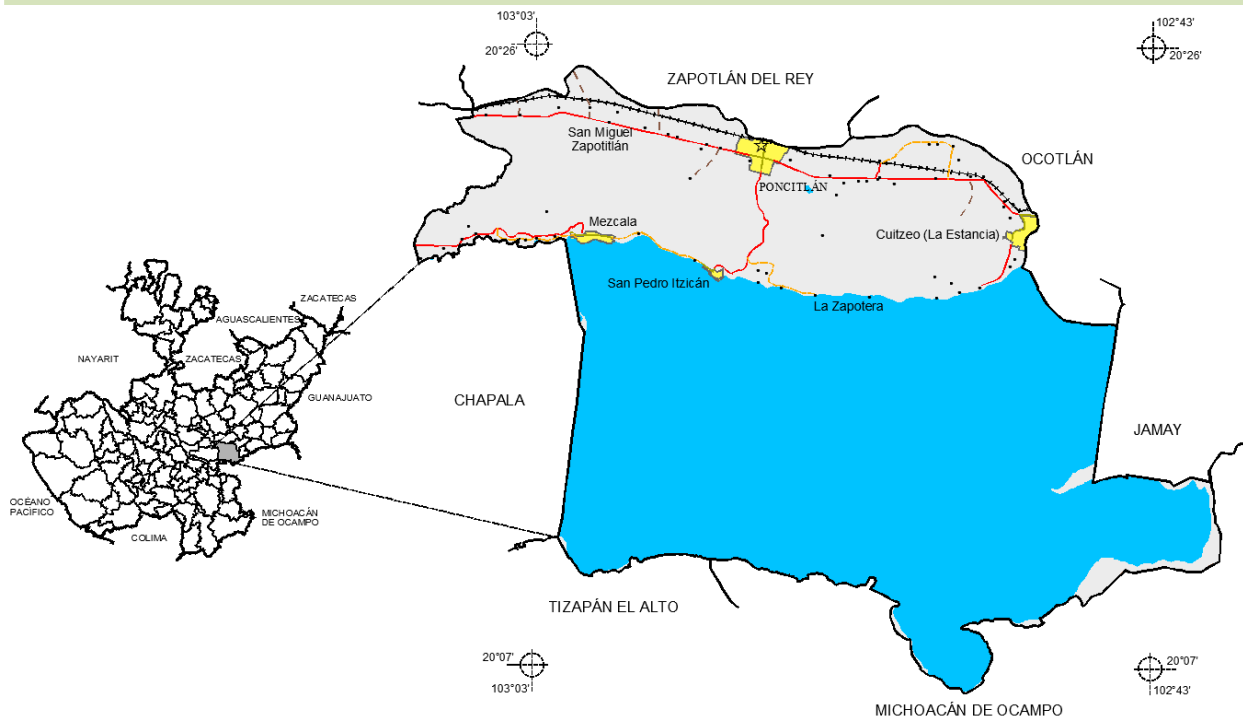 103°03'
20°26'
102°43'
20°26'
ZAPOTLÁN DEL REY
San Miguel
Zapotitlán
OCOTLÁN
PONCITLÁN
Mezcala
Cuitzeo (La Estancia)
San Pedro Itzicán
La Zapotera
ZACATECAS
AGUASCALIENTES
NAYARIT
ZACATECAS
GUANAJUATO
CHAPALA
JAMAY
OCÉANO
PACÍFICO
MICHOACÁN
DE OCAMPO
COLIMA
TIZAPÁN EL ALTO
20°07'
103°03'
20°07'
102°43'
MICHOACÁN DE OCAMPO